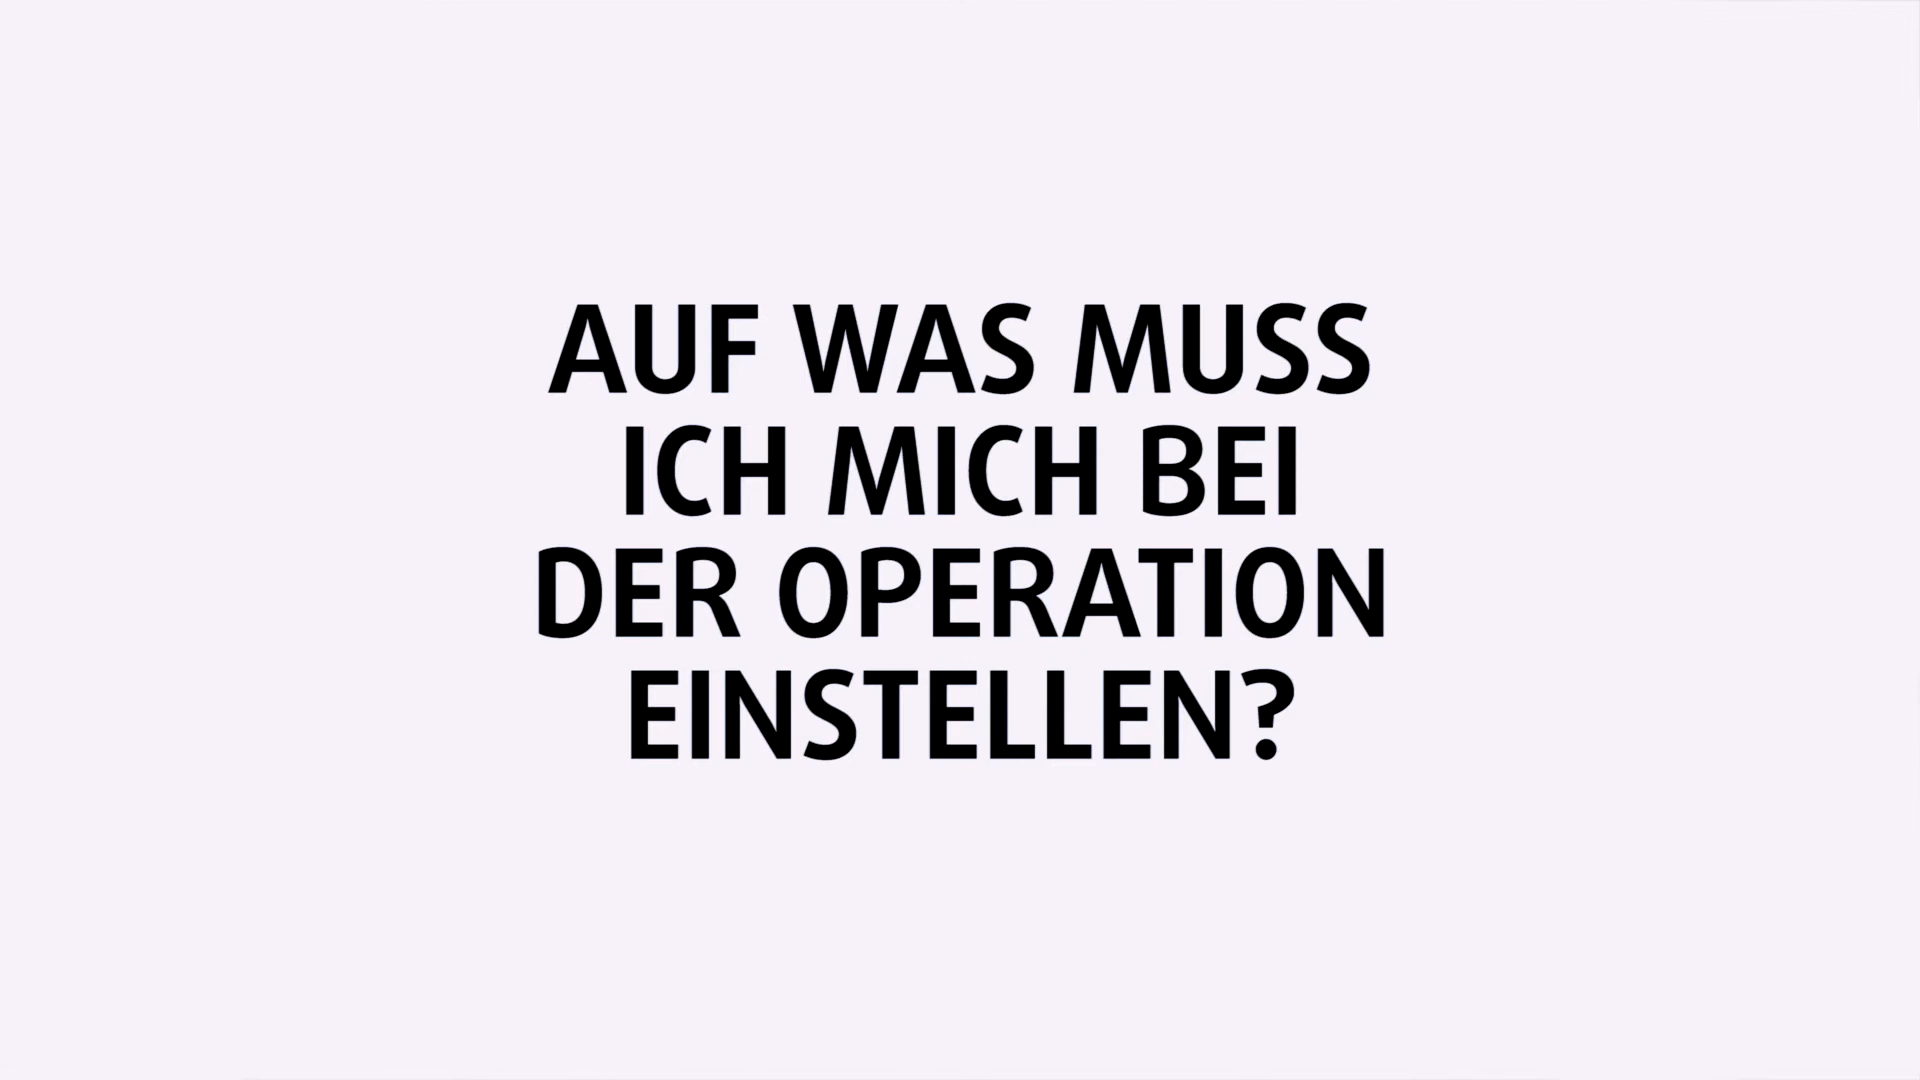 AUF WAS MUSS
ICH MICH BEI
DER OPERATION
EINSTELLEN?